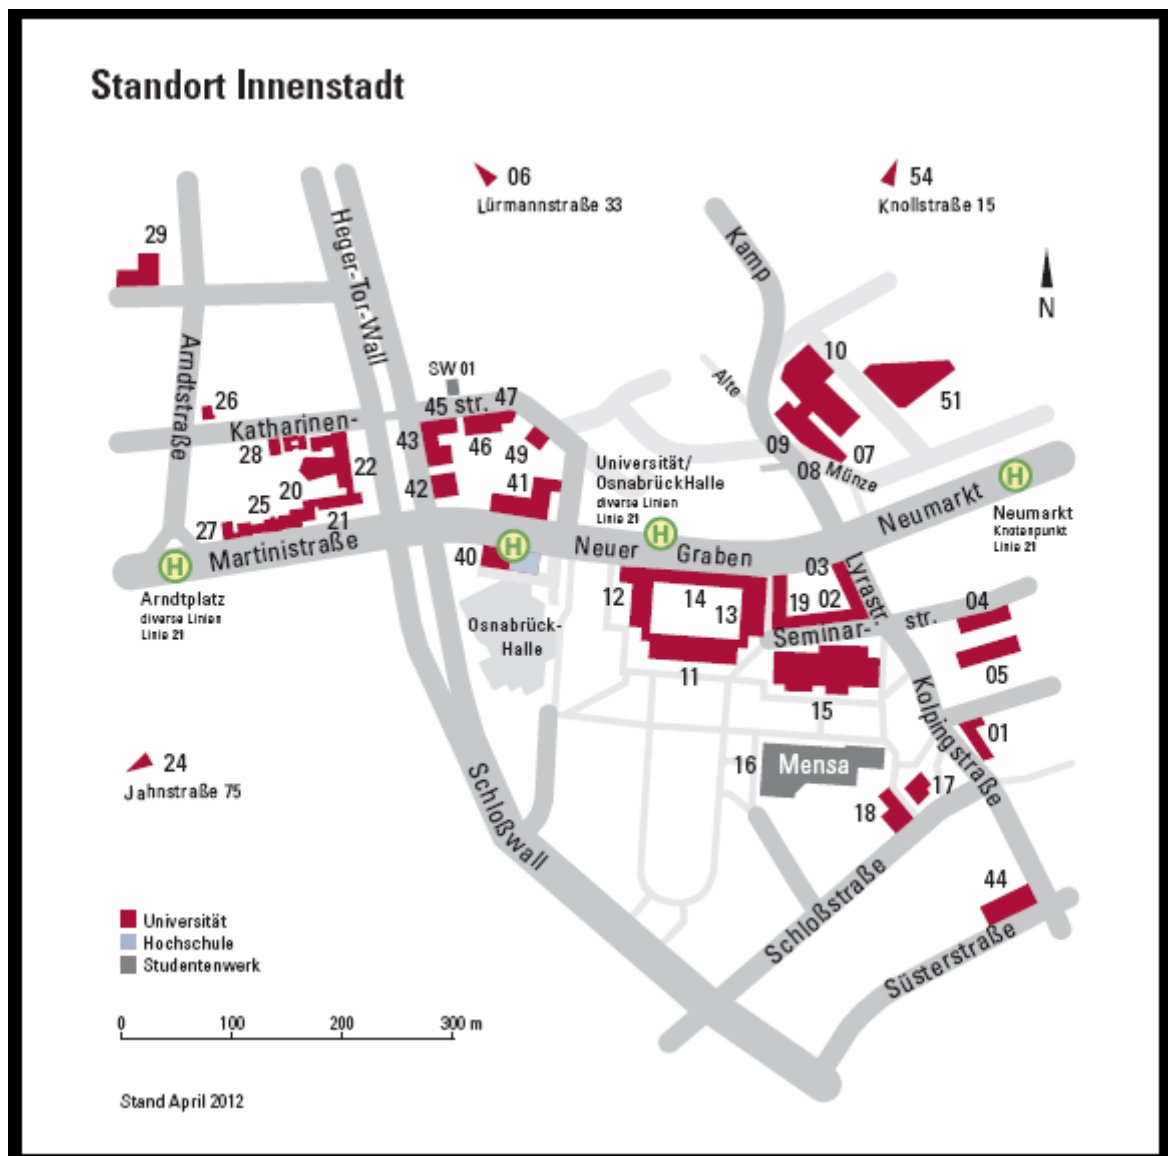 Standort Innenstadt
06
Lürmannstraße 33
54
Knollstraße 15
N
29
Heger-Tor-Wall
Kamp
Arndtstraße
SW 01
Alte
10
51
26
Katharinen-
45 str. 47
43
46
49
09
07
08
Münze
28
22
20
42
41
25
21
27
Martinistraße
Universität/
OsnabrückHalle
diverse Linien
Linie 21
H
H
H
H
Neumarkt
Neumarkt
Knotenpunkt
Linie 21
40
Neuer Graben
Arndtplatz
diverse Linien
Linie 21
Osnabrück-
Halle
12
14
13
03
19
02
Lyrastr.
Seminar- str.
04
05
11
15
Kolpingstraße
01
16
Mensa
17
18
24
Jahnstraße 75
Schloßwall
44
Schloßstraße
Süsterstraße
Universität
Hochschule
Studentenwerk
0 100 200 300 m
Stand April 2012